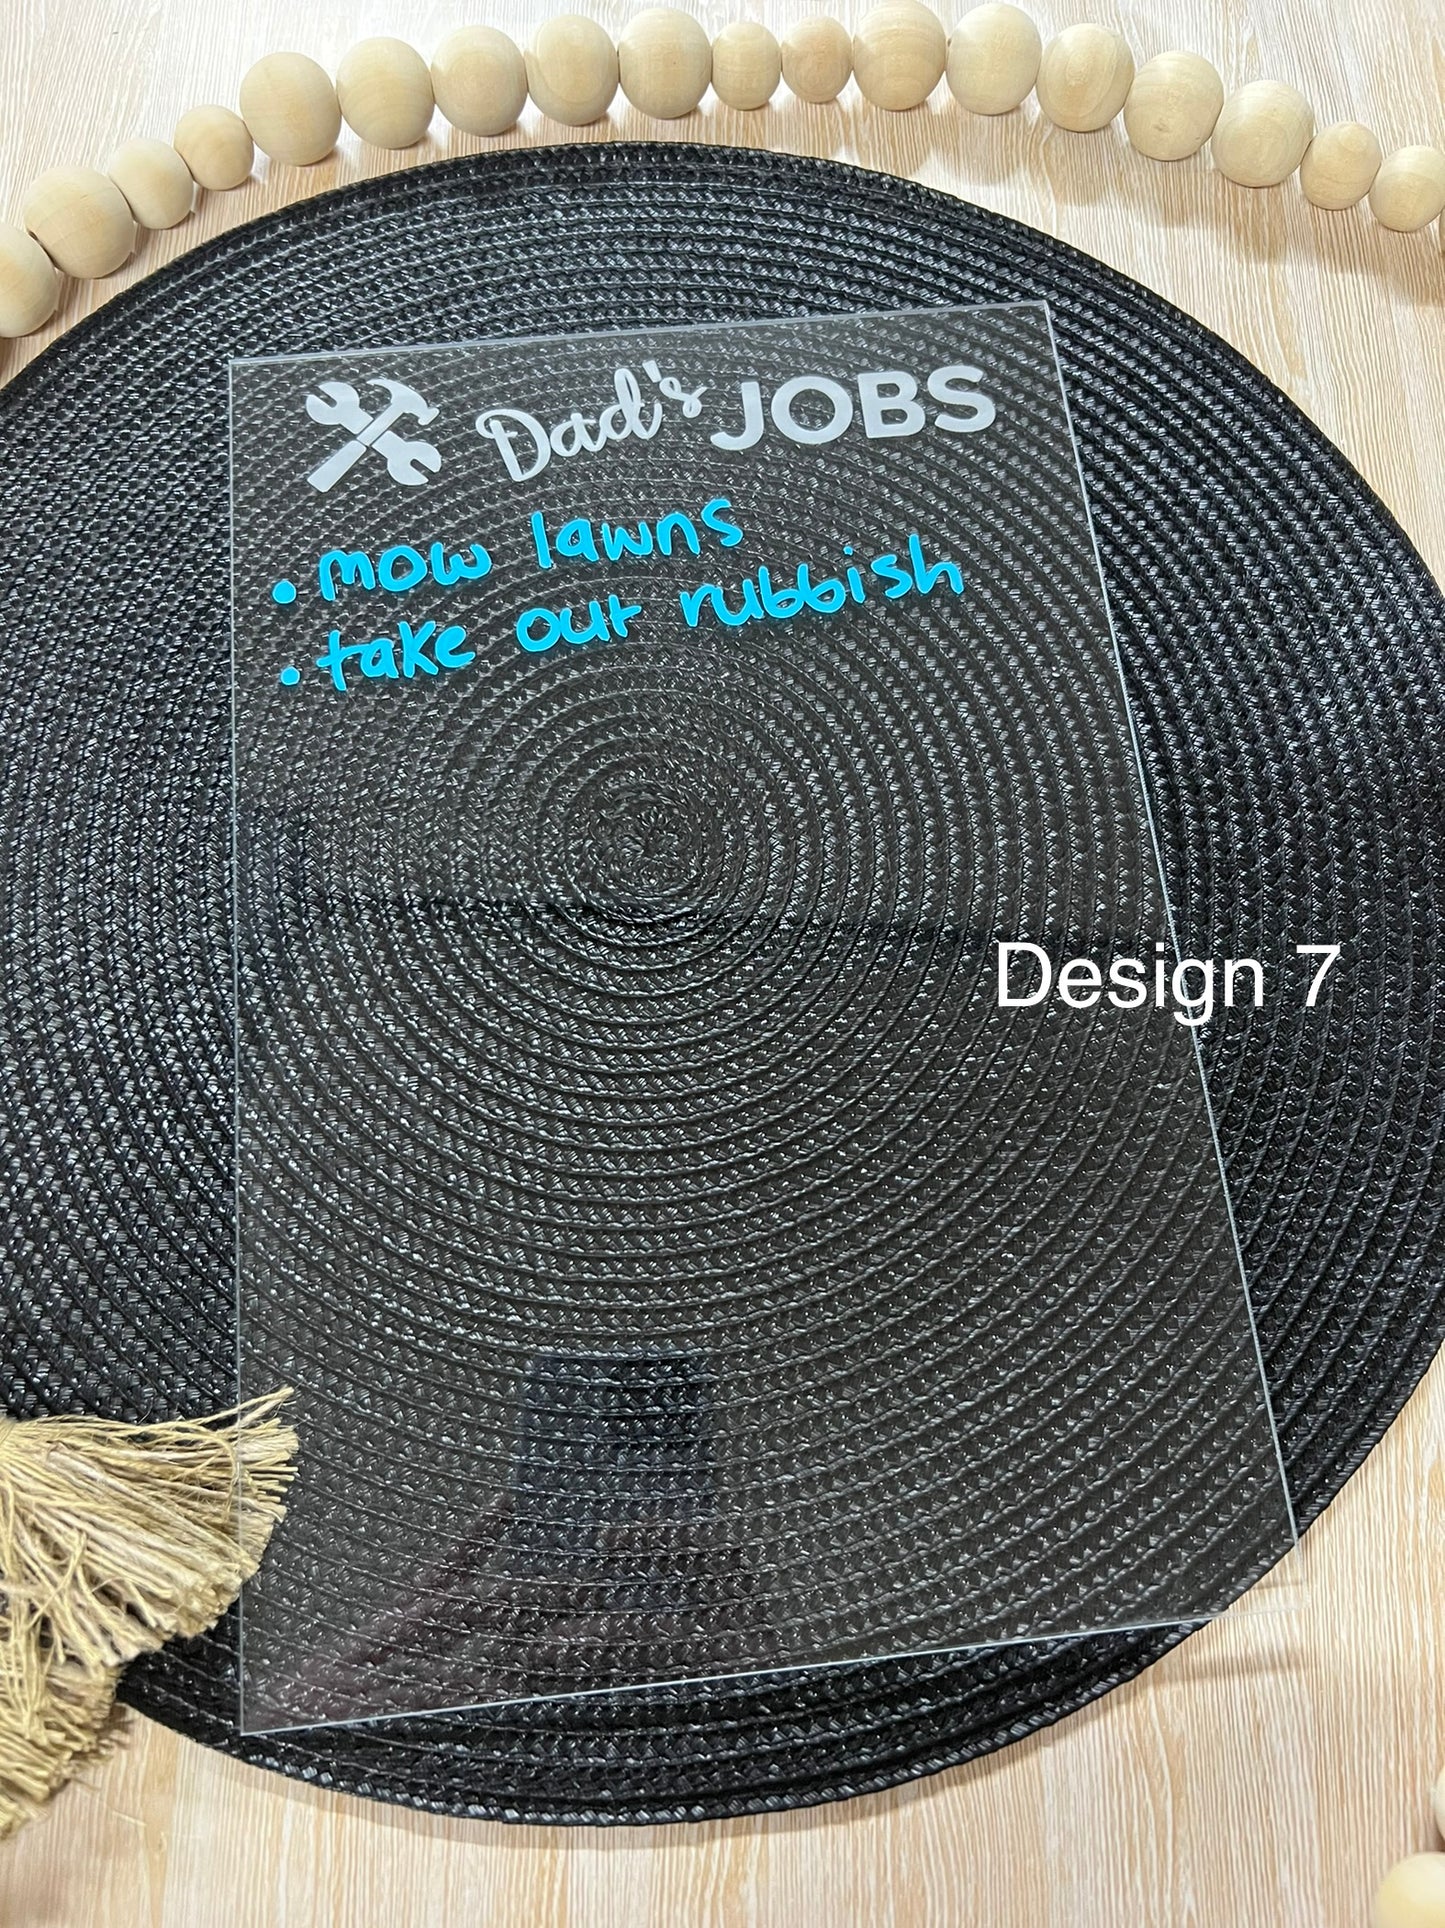 Dad's JOBS
• mow lawns
• take out rubbish
Design 7